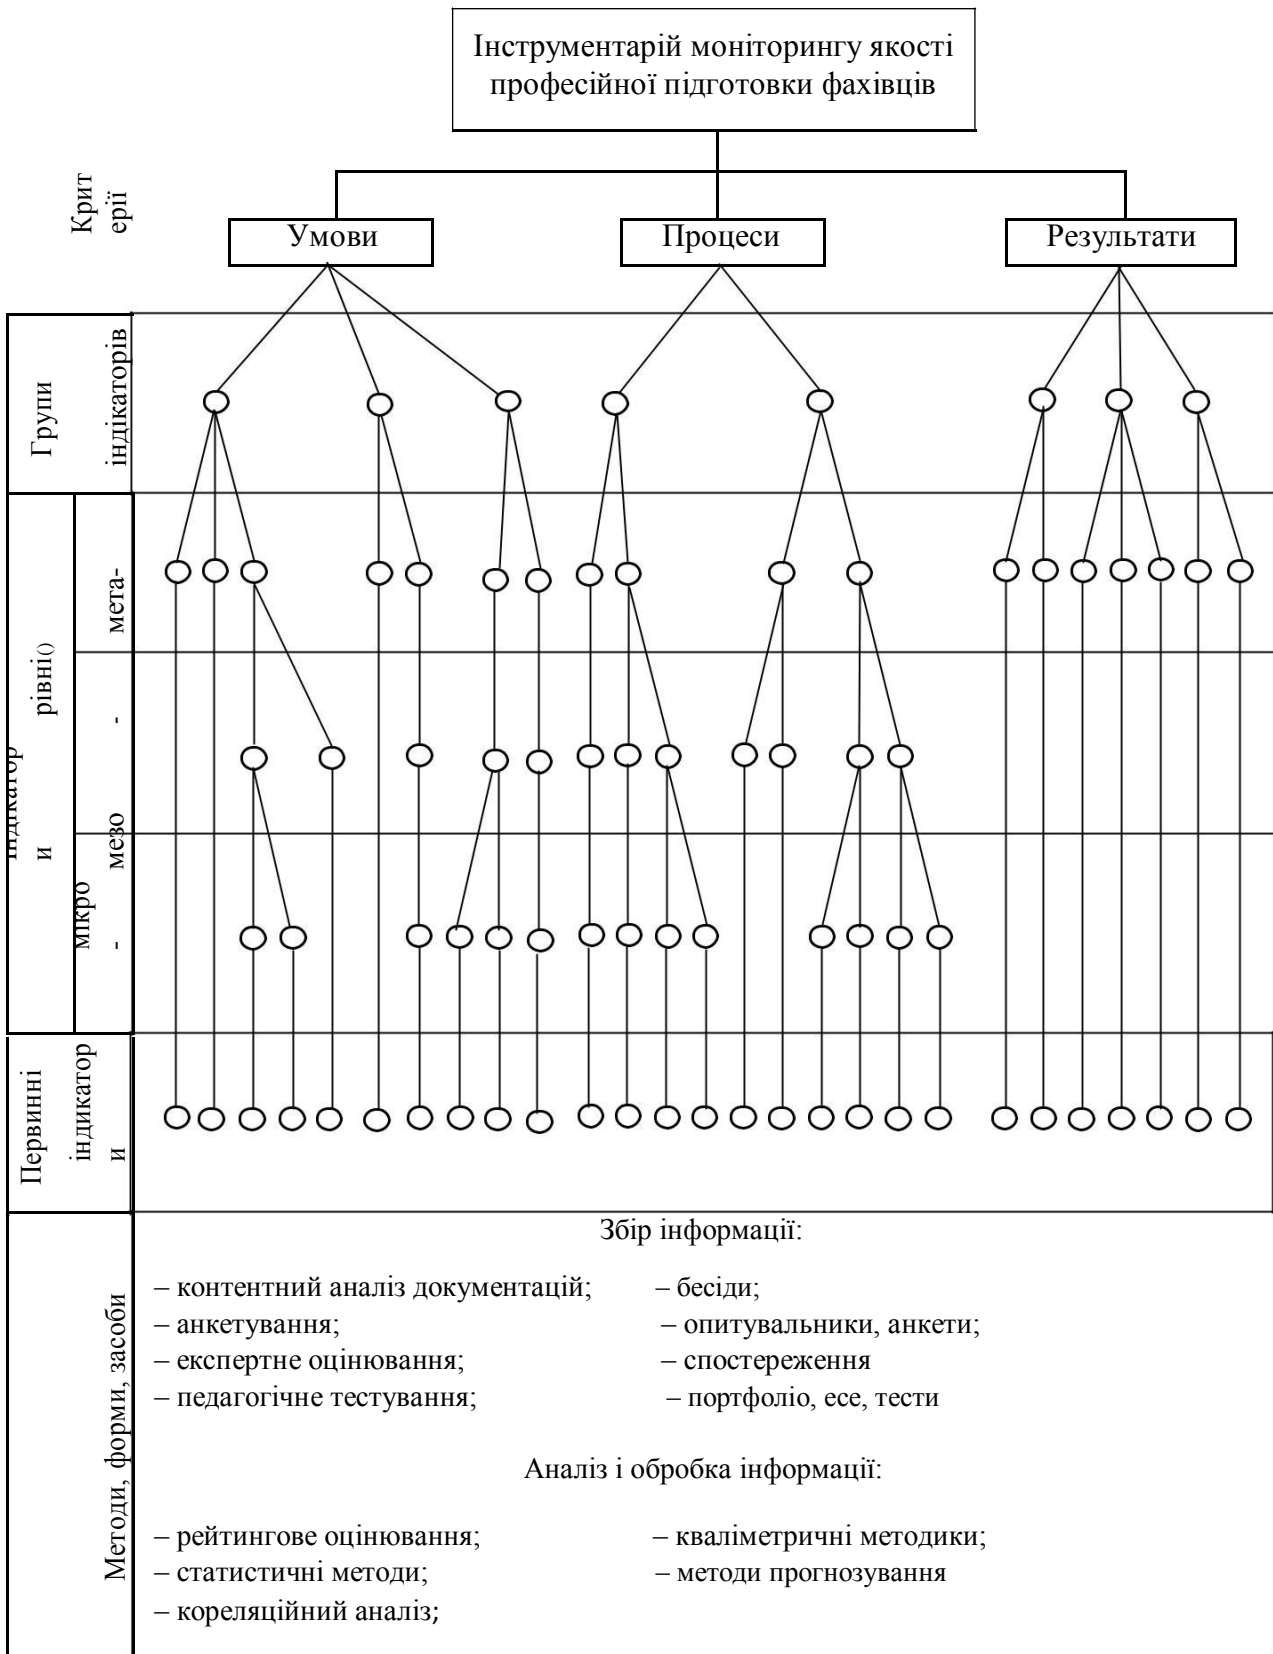 Інструментарій моніторингу якості
професійної підготовки фахівців
Крит
ерії
Умови
Процеси
Результати
Групи
індікаторів
індікатор
и
рівні()
мета-
-
мезо
мікро
-
Первинні
індикатор
и
Методи, форми, засоби
Збір інформації:
– контентний аналіз документацій;
– бесіди;
– анкетування;
– опитувальники, анкети;
– експертне оцінювання;
– спостереження
– педагогічне тестування;
– портфоліо, есе, тести
Аналіз і обробка інформації:
– рейтингове оцінювання;
– кваліметричні методики;
– статистичні методи;
– методи прогнозування
– кореляційний аналіз;